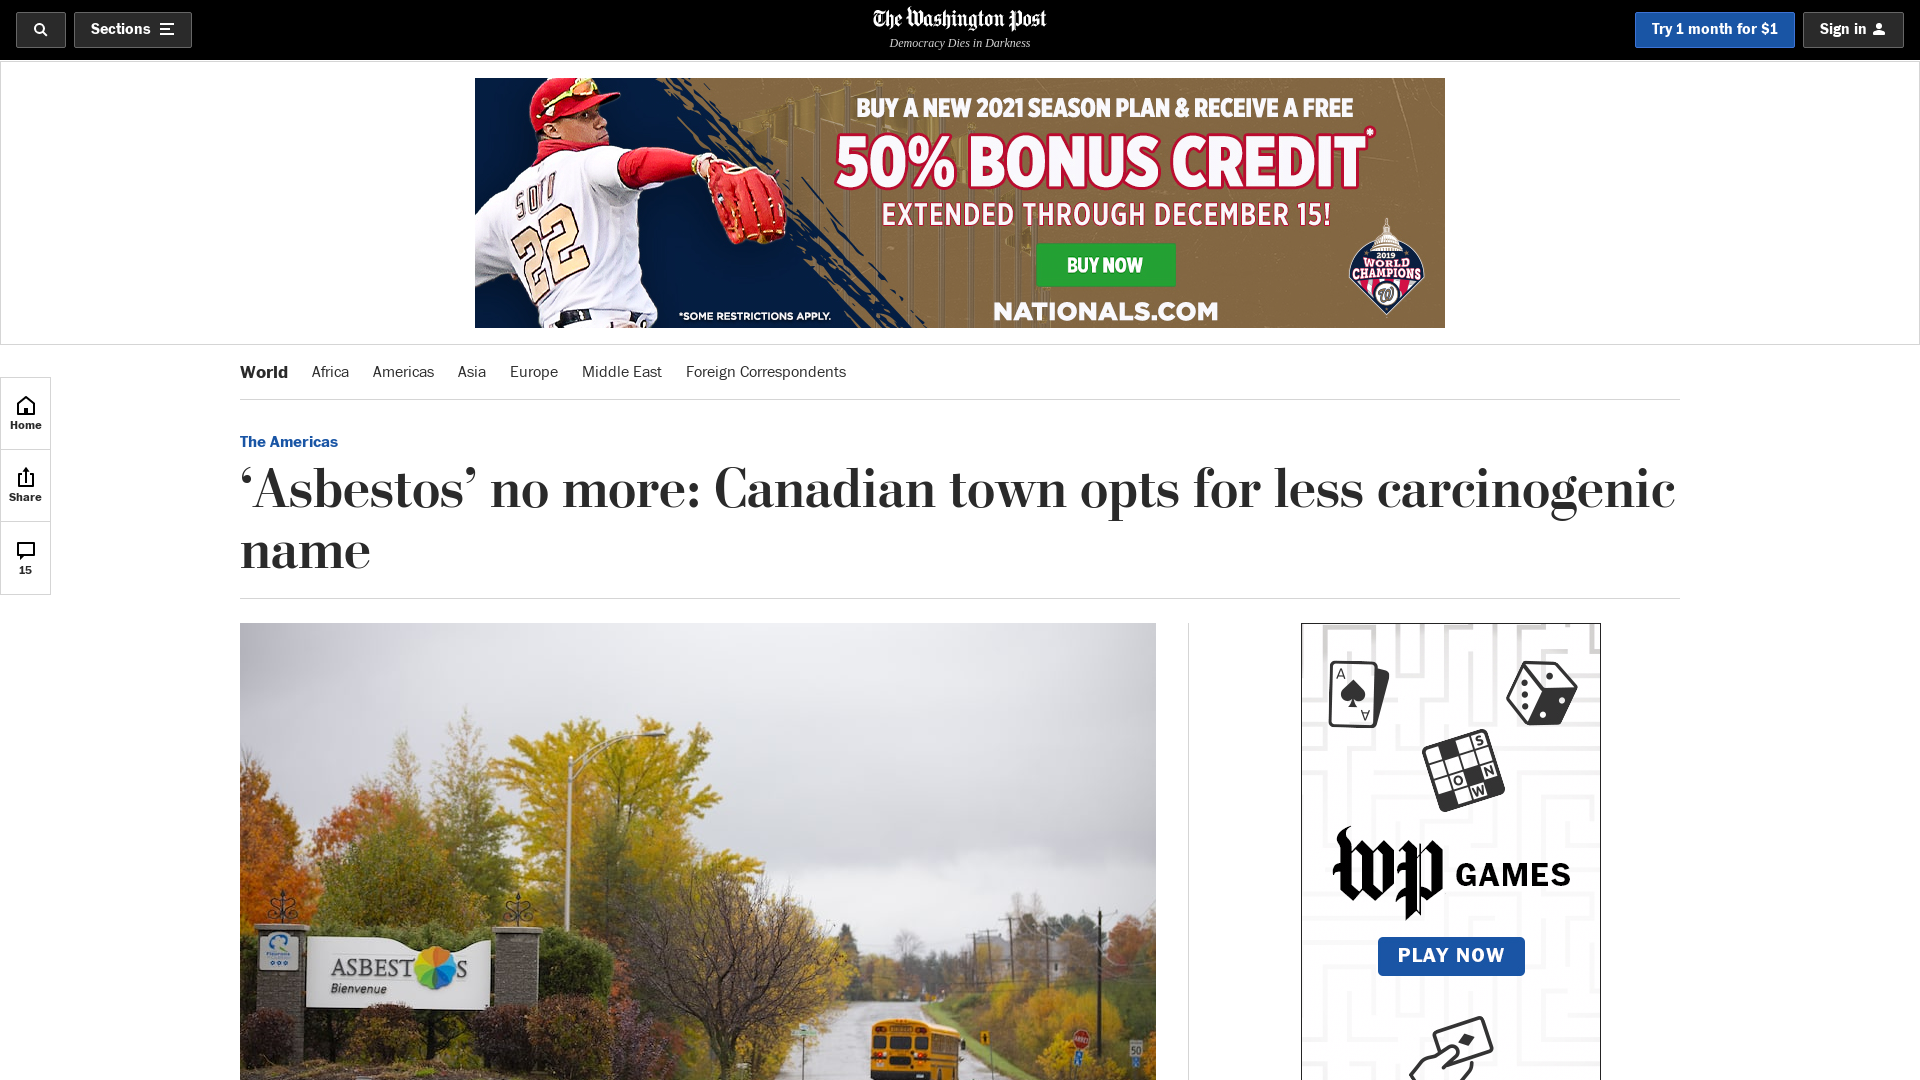 Sections
The Washington Post
Democracy Dies in Darkness
Try 1 month for $1
Sign in
BUY A NEW 2021 SEASON PLAN & RECEIVE A FREE
50% BONUS CREDIT*
EXTENDED THROUGH DECEMBER 15!
BUY NOW
NATIONALS.COM
*SOME RESTRICTIONS APPLY.
SOTO
22
2019
WORLD
CHAMPIONS
W
World
Africa
Americas
Asia
Europe
Middle East
Foreign Correspondents
Home
Share
15
The Americas
‘Asbestos’ no more: Canadian town opts for less carcinogenic
name
ASBESTOS
Bienvenue
50
A
A
S
O N
W
wp GAMES
PLAY NOW